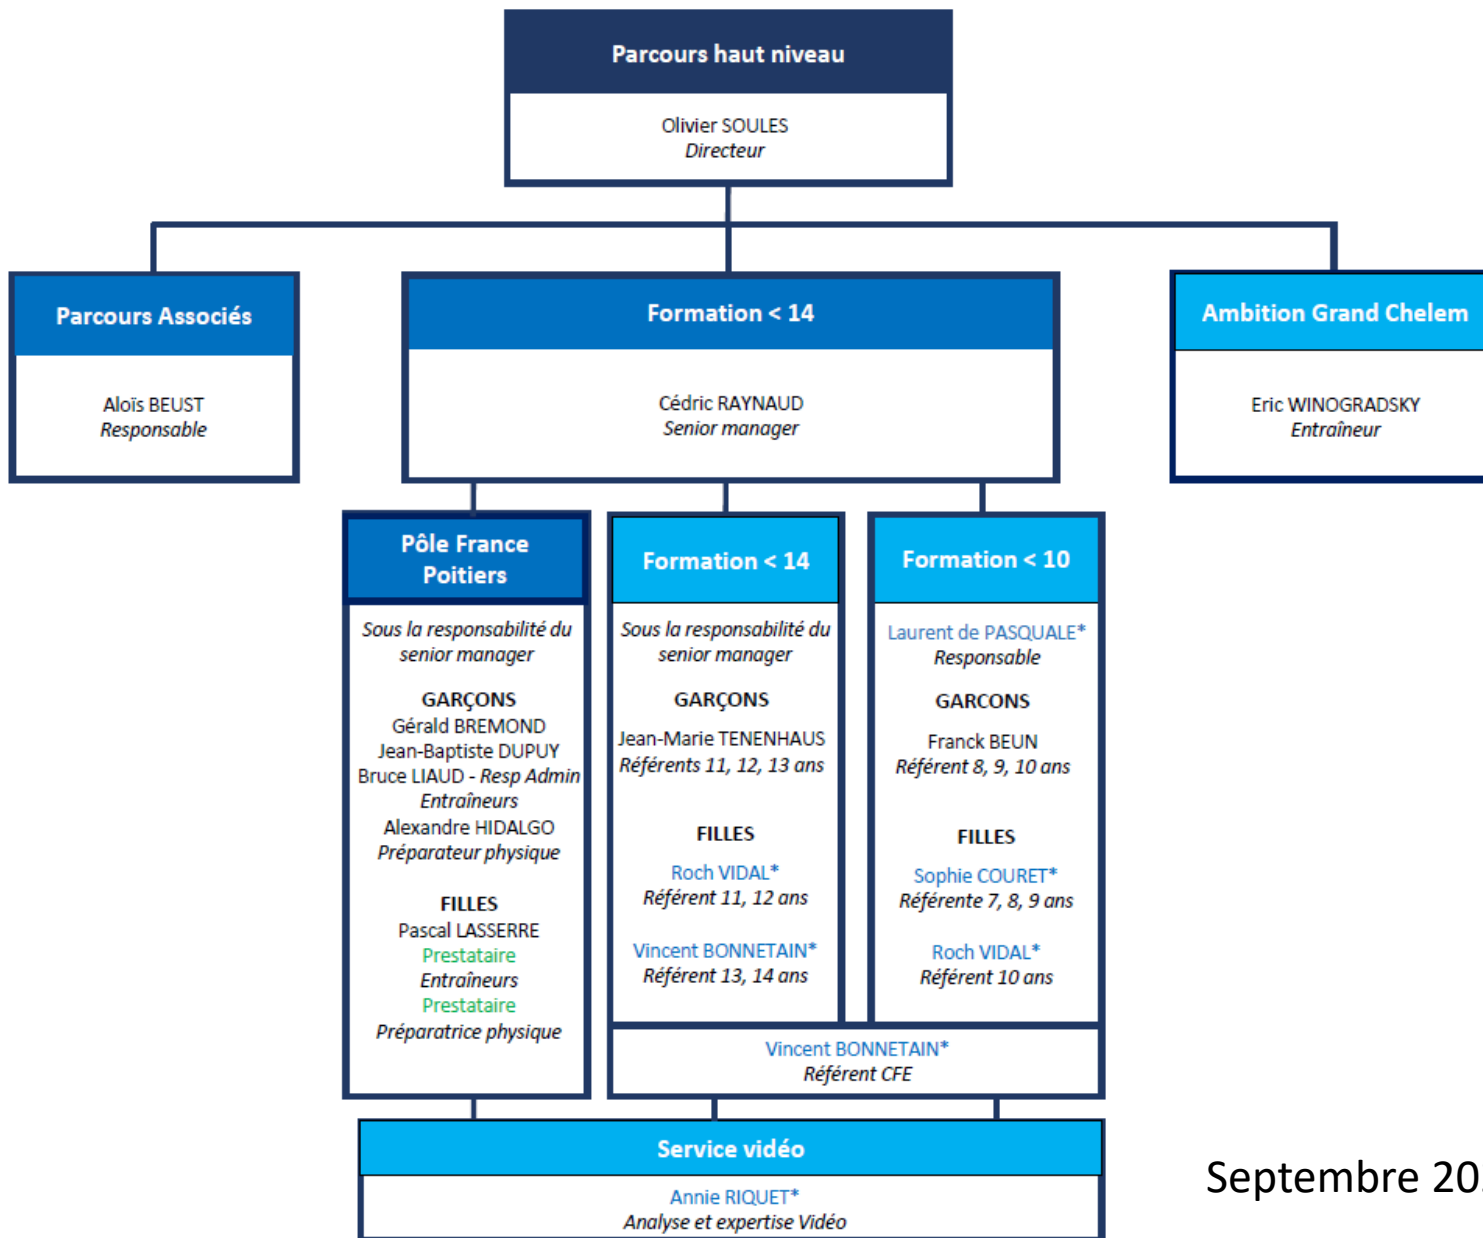 Parcours haut niveau
Olivier SOULES
Directeur
Parcours Associés
Aloïs BEUST
Responsable
Formation < 14
Cédric RAYNAUD
Senior manager
Ambition Grand Chelem
Eric WINOGRADSKY
Entraîneur
Pôle France
Poitiers
Sous la responsabilité du
senior manager
GARÇONS
Gérald BREMOND
Jean-Baptiste DUPUY
Bruce LIAUD - Resp Admin
Entraîneurs
Alexandre HIDALGO
Préparateur physique
FILLES
Pascal LASSERRE
Prestataire
Entraîneurs
Prestataire
Préparatrice physique
Formation < 14
Sous la responsabilité du
senior manager
GARÇONS
Jean-Marie TENENHAUS
Référents 11, 12, 13 ans
FILLES
Roch VIDAL*
Référent 11, 12 ans
Vincent BONNETAIN*
Référent 13, 14 ans
Formation < 10
Laurent de PASQUALE*
Responsable
GARCONS
Franck BEUN
Référent 8, 9, 10 ans
FILLES
Sophie COURET*
Référente 7, 8, 9 ans
Roch VIDAL*
Référent 10 ans
Vincent BONNETAIN*
Référent CFE
Service vidéo
Annie RIQUET*
Analyse et expertise Vidéo
Septembre 20